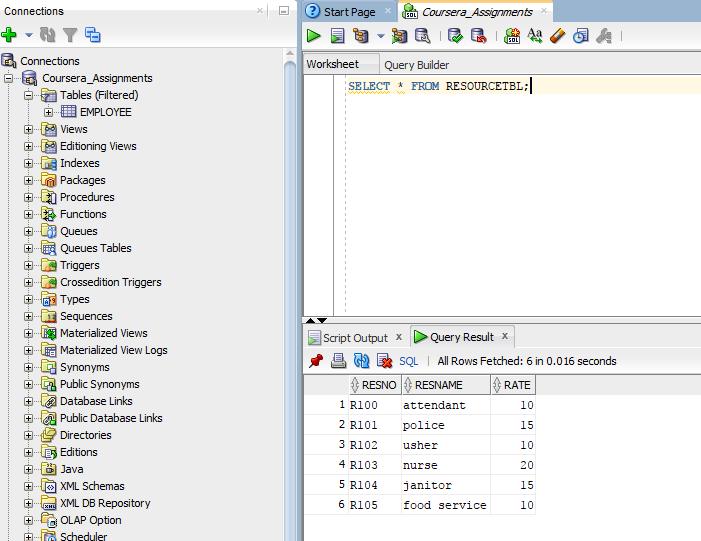 Connections
Connections
Coursera_Assignments
Tables (Filtered)
EMPLOYEE
Views
Editioning Views
Indexes
Packages
Procedures
Functions
Queues
Queues Tables
Triggers
Crossedition Triggers
Types
Sequences
Materialized Views
Materialized View Logs
Synonyms
Public Synonyms
Database Links
Public Database Links
Directories
Editions
Java
XML Schemas
XML DB Repository
OLAP Option
Scheduler
Start Page
Coursera_Assignments
Worksheet Query Builder
SELECT * FROM RESOURCETBL;
Script Output x Query Result x
SQL | All Rows Fetched: 6 in 0.016 seconds
RESNO RESNAME RATE
1 R100 attendant 10
2 R101 police 15
3 R102 usher 10
4 R103 nurse 20
5 R104 janitor 15
6 R105 food service 10